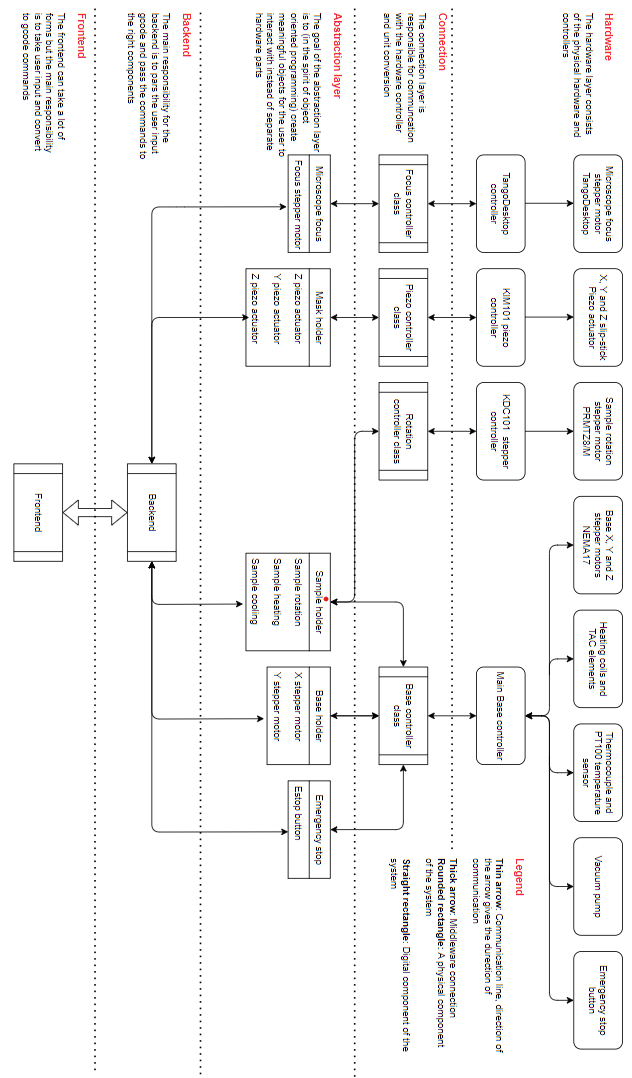 Hardware
The hardware layer consists
of the physical hardware and
controllers
Microscope focus
stepper motor
TangoDesktop
X, Y and Z slip-stick
Piezo actuator
Sample rotation
stepper motor
PRMTZ8/M
Base X, Y and Z
stepper motors
NEMA17
Heating coils and
TAC elements
Thermocouple and
PT100 temperature
sensor
Vacuum pump
Emergency stop
button
TangoDesktop
controller
KIM101 piezo
controller
KDC101 stepper
controller
Main Base controller
Legend
Thin arrow: Communication line, direction of
the arrow gives the durection of
communication
Thick arrow: Middleware connection
Rounded rectangle: A physical component
of the system
Straight rectangle: Digital component of the
system
Connection
The connection layer is
responsible for communcation
with the hardware controller
and unit conversion
Focus controller
class
Piezo controller
class
Rotation
controller class
Base controller
class
Abstraction layer
The goal of the abstraction layer
is to (in the spirit of object
oriented programming) create
meaningful objects for the user to
interact with instead of separate
hardware parts
Microscope focus
Focus stepper motor
Mask holder
Z piezo actuator
Y piezo actuator
Z piezo actuator
Sample holder
Sample rotation
Sample heating
Sample cooling
Base holder
X stepper motor
Y stepper motor
Emergency stop
Estop button
Backend
The main responsibility for the
backend is to pars the user input
gcode and pass the commands to
the right components
Backend
Frontend
The frontend can take a lot of
forms but the main responsibility
is to take user input and convert
to gcode commands
Frontend